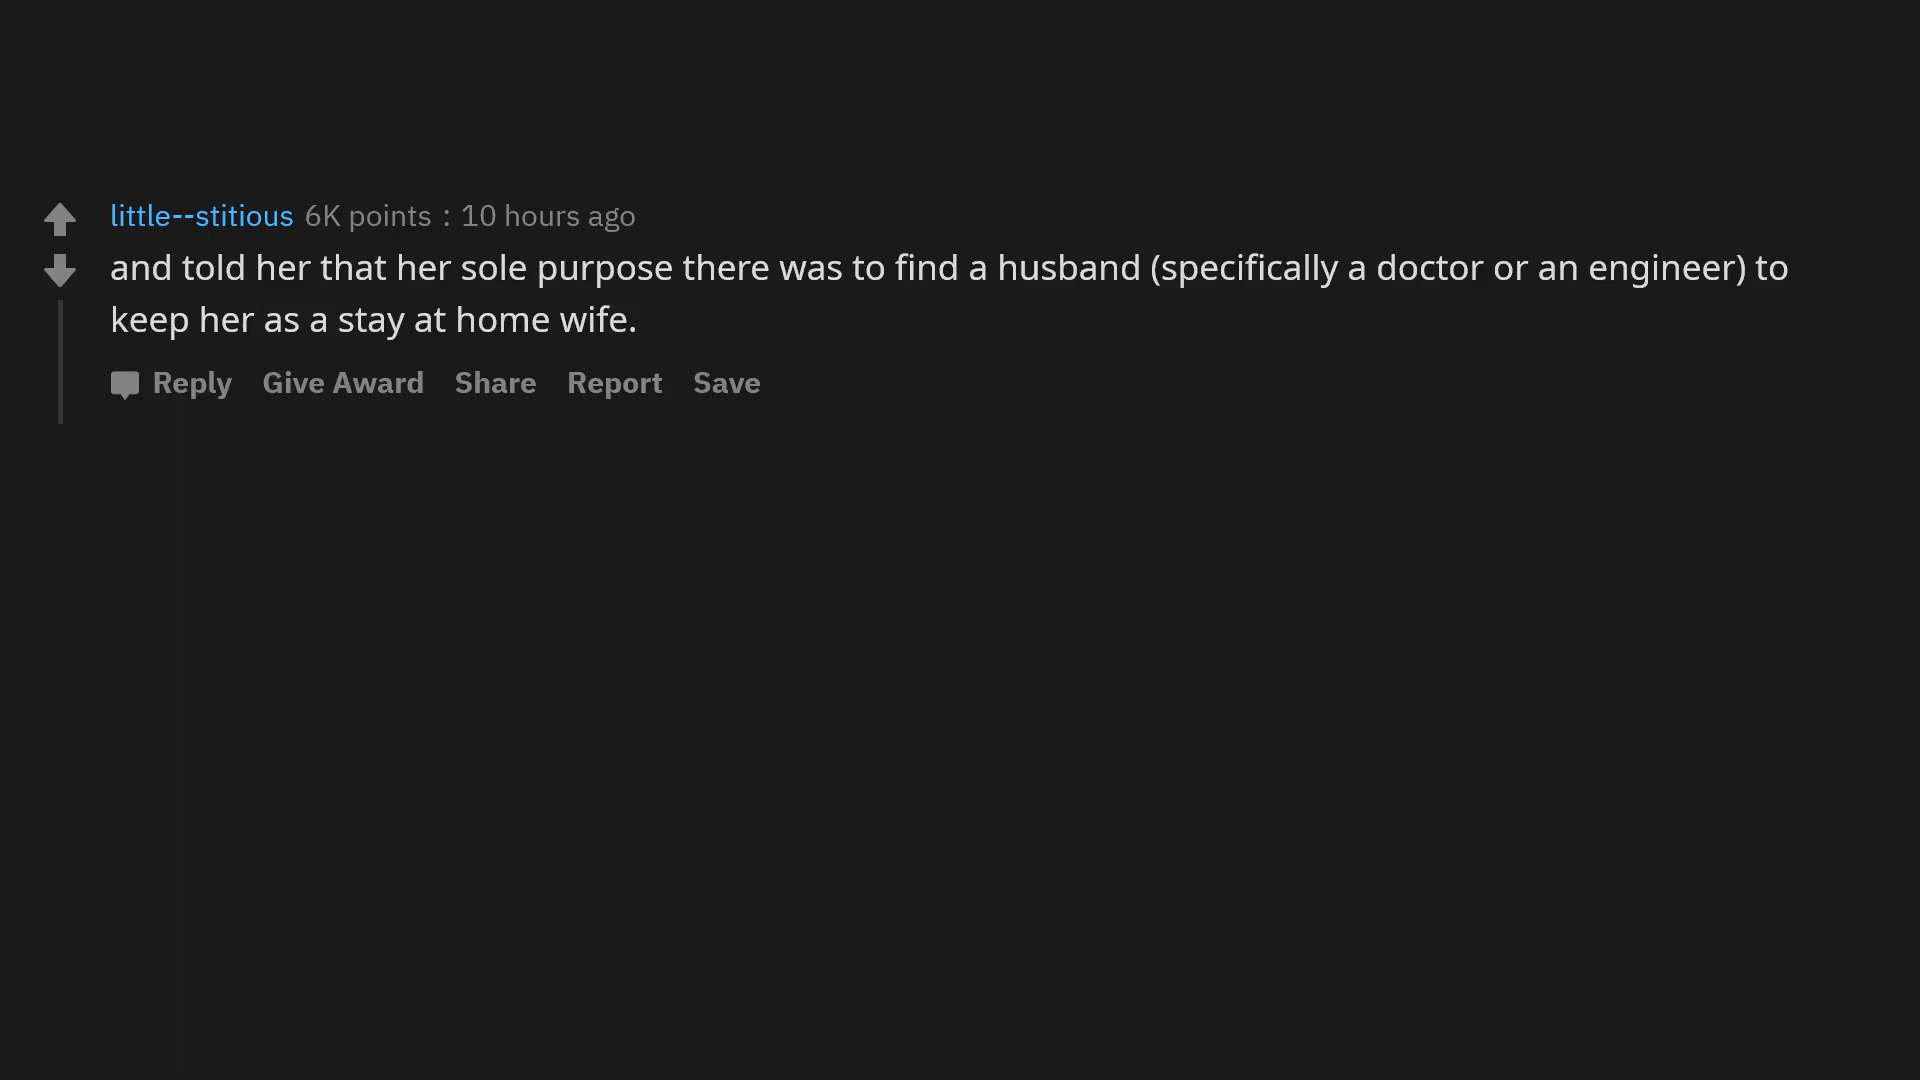 little--stitious 6K points : 10 hours ago
and told her that her sole purpose there was to find a husband (specifically a doctor or an engineer) to
keep her as a stay at home wife.
Reply Give Award Share Report Save